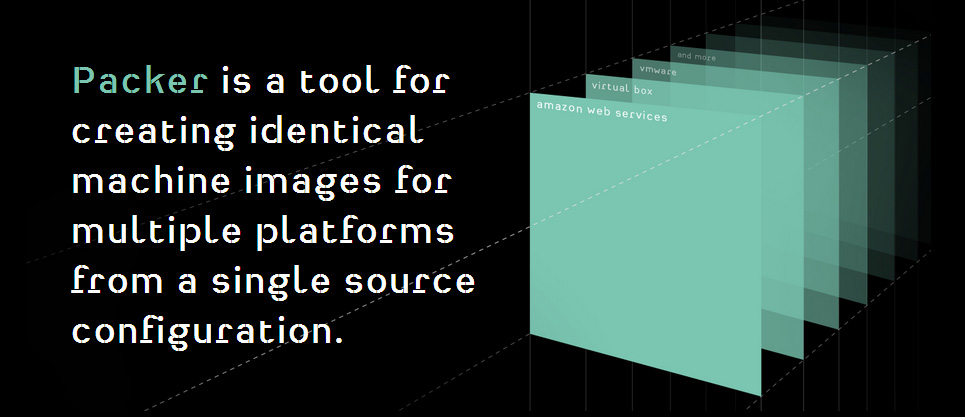 Packer is a tool for
creating identical
machine images for
multiple platforms
from a single source
configuration.
amazon web services
virtual box
vmware
and more